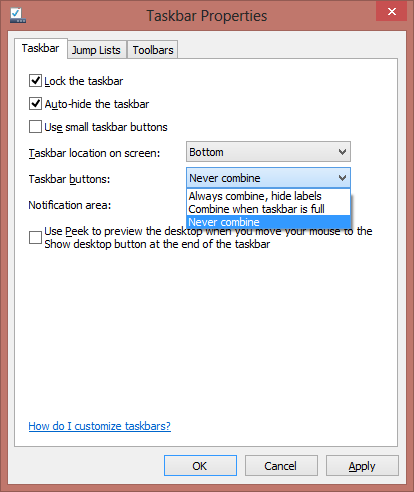 Taskbar Properties
Taskbar
Jump Lists
Toolbars
Lock the taskbar
Auto-hide the taskbar
Use small taskbar buttons
Taskbar location on screen:
Bottom
Taskbar buttons:
Never combine
Always combine, hide labels
Combine when taskbar is full
Never combine
Notification area:
Use Peek to preview the desktop when you move your mouse to the
Show desktop button at the end of the taskbar
How do I customize taskbars?
OK
Cancel
Apply